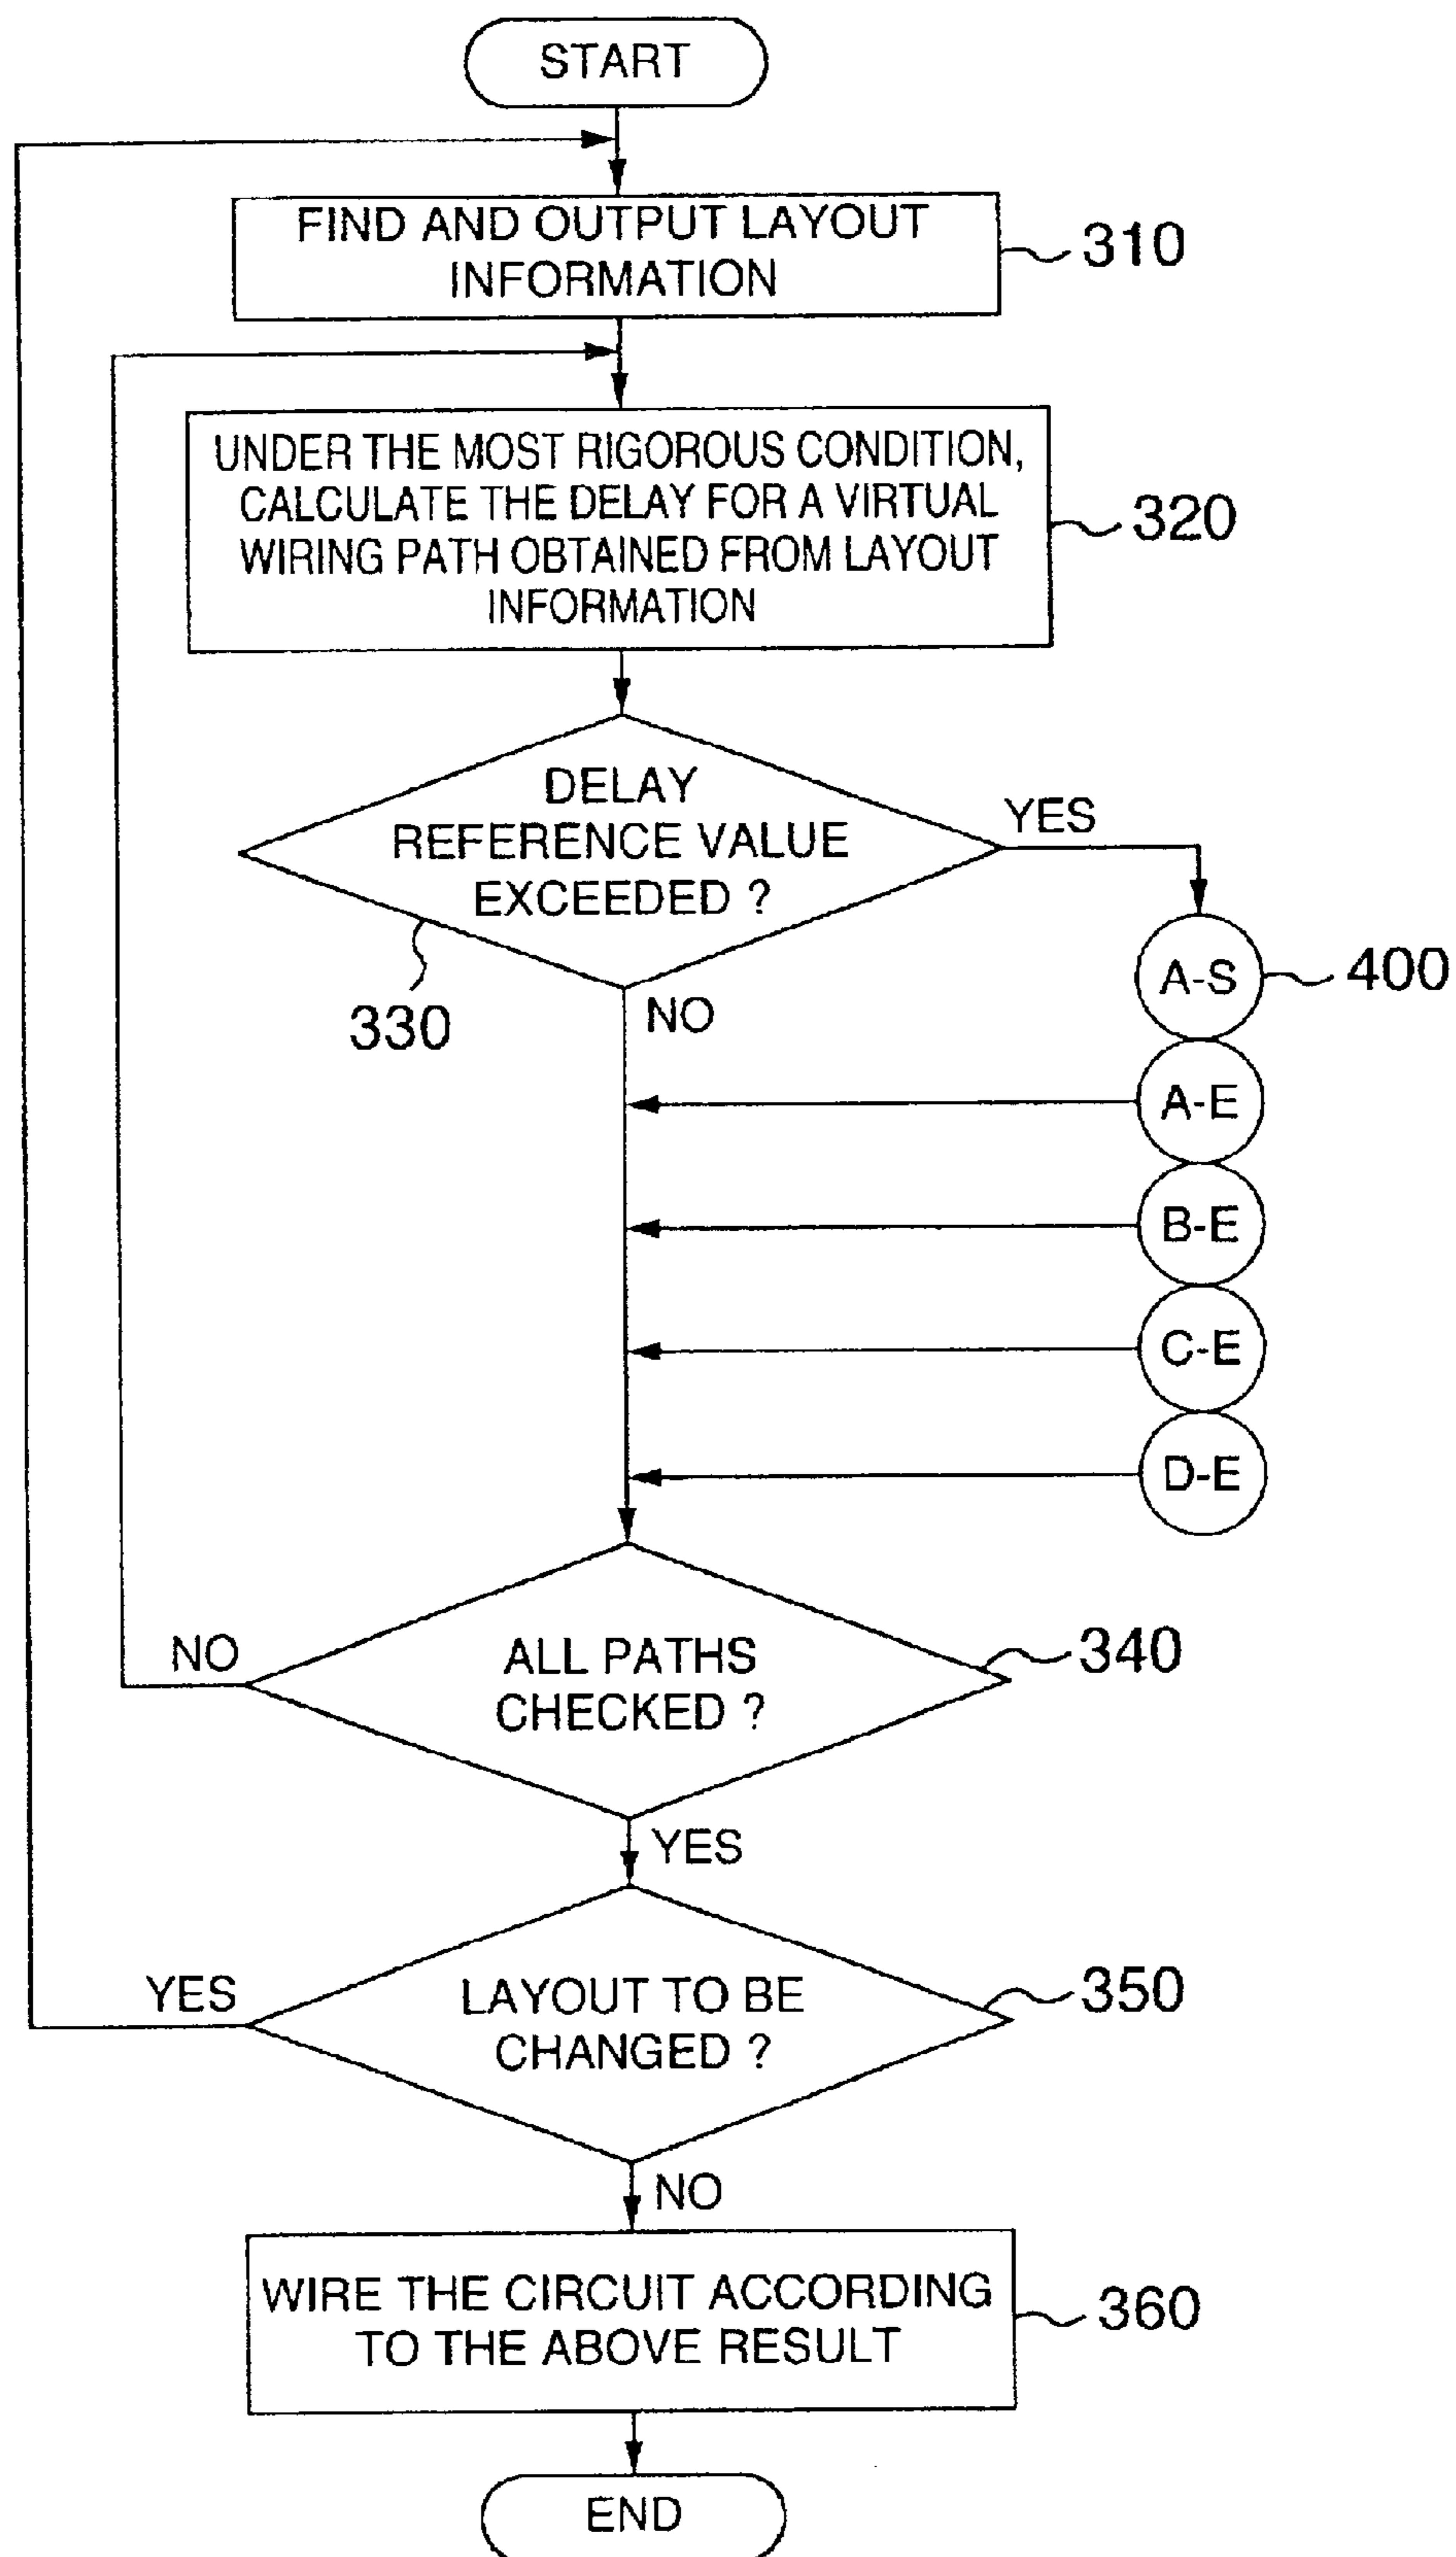 START
FIND AND OUTPUT LAYOUT
INFORMATION
310
UNDER THE MOST RIGOROUS CONDITION,
CALCULATE THE DELAY FOR A VIRTUAL
WIRING PATH OBTAINED FROM LAYOUT
INFORMATION
320
DELAY
REFERENCE VALUE
EXCEEDED ?
YES
330
NO
A-S
400
A-E
B-E
C-E
D-E
ALL PATHS
CHECKED ?
NO
340
YES
LAYOUT TO BE
CHANGED ?
YES
350
NO
WIRE THE CIRCUIT ACCORDING
TO THE ABOVE RESULT
360
END